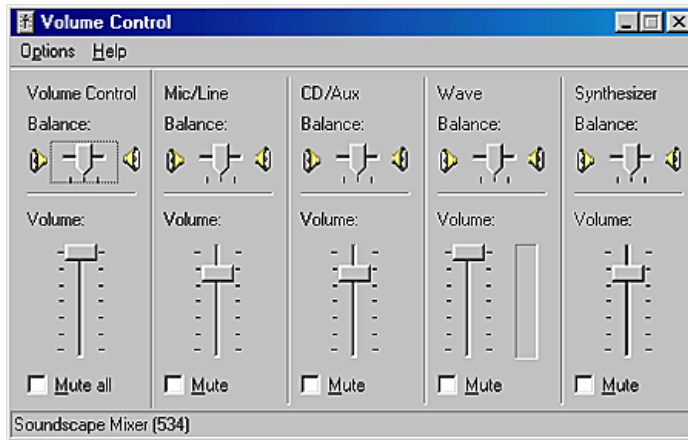 Volume Control
Options Help
Volume Control Mic/Line CD/Aux Wave Synthesizer
Balance: Balance: Balance: Balance: Balance:
Volume: Volume: Volume: Volume: Volume:
Mute all Mute Mute Mute Mute
Soundscape Mixer (534)